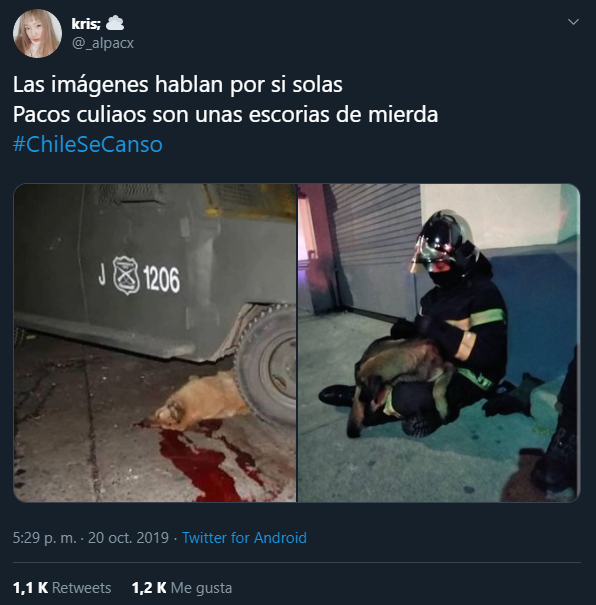 kris; ☁
@_alpacx
Las imágenes hablan por si solas
Pacos culiaos son unas escorias de mierda
#ChileSeCanso
J 1206
5:29 p. m. · 20 oct. 2019 · Twitter for Android
1,1 K Retweets 1,2 K Me gusta